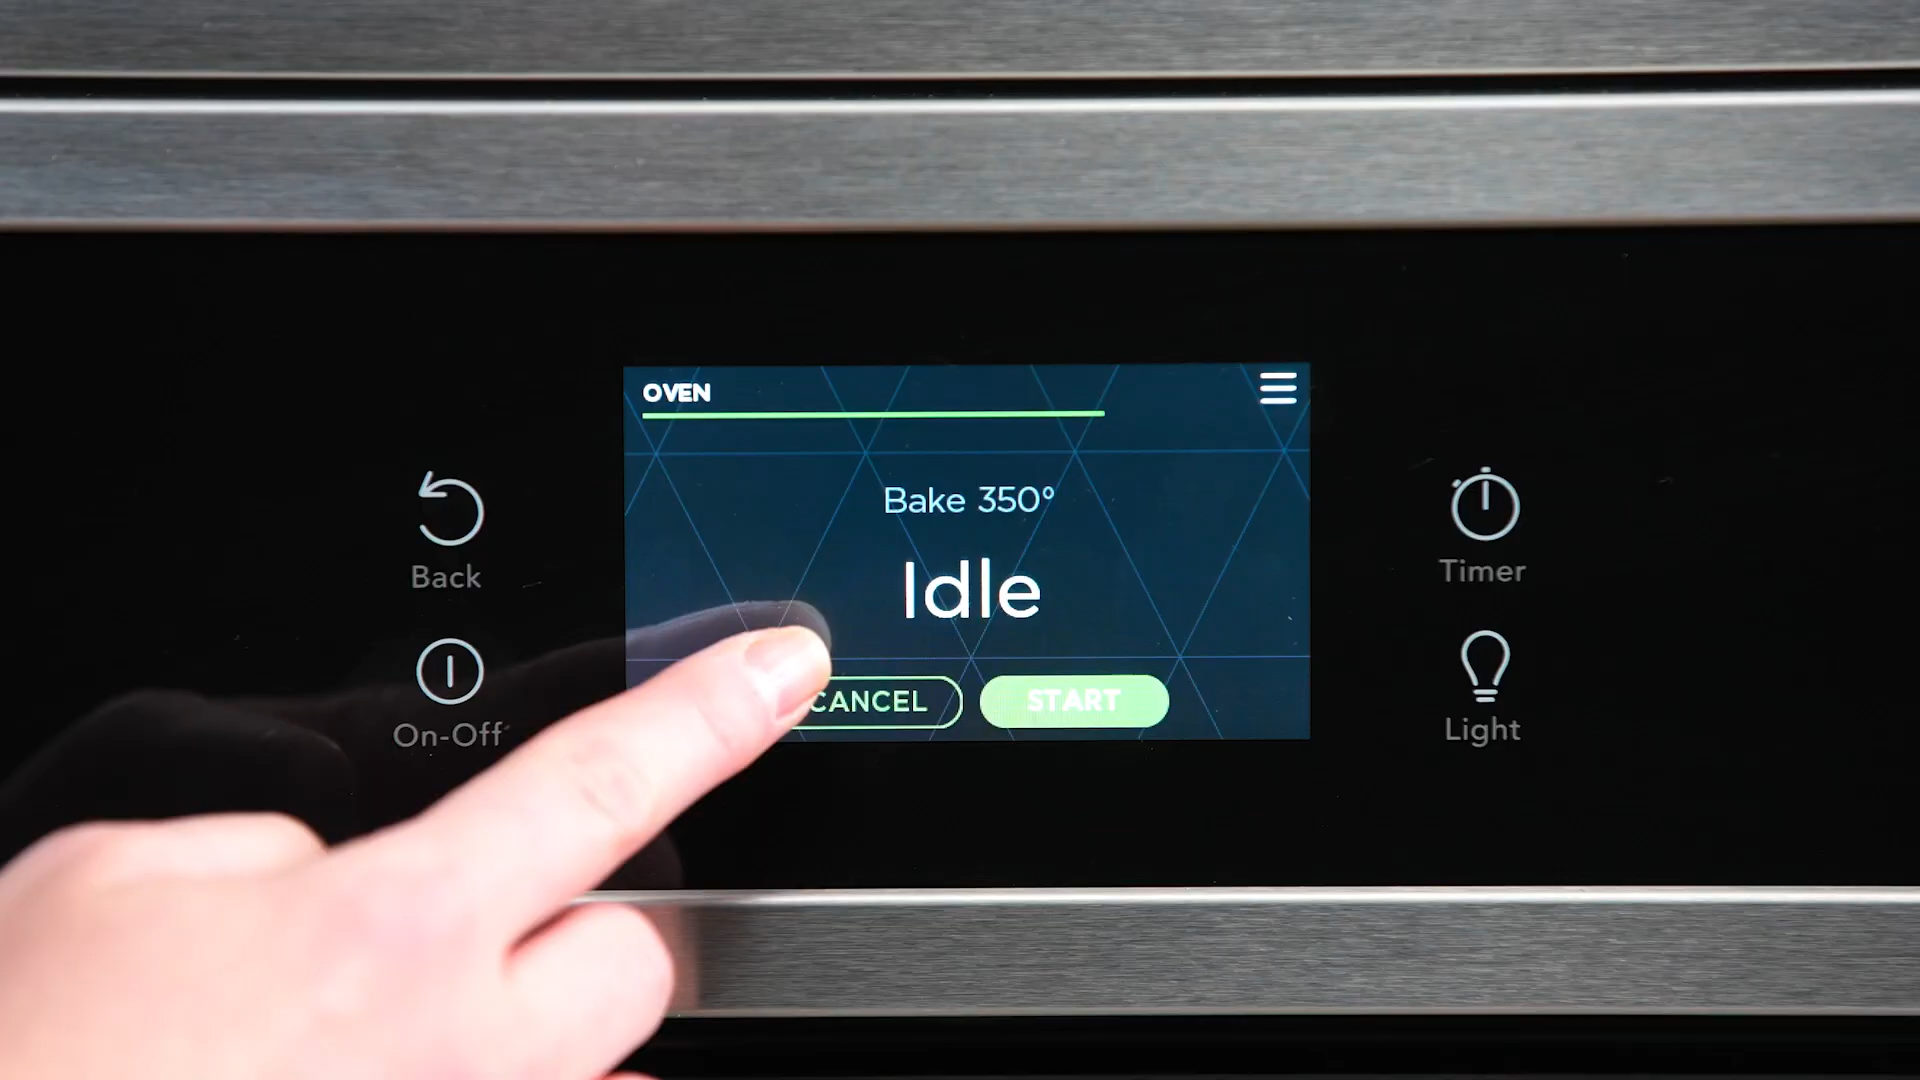 OVEN
Bake 350°
Idle
CANCEL
START
Back
On-Off
Timer
Light